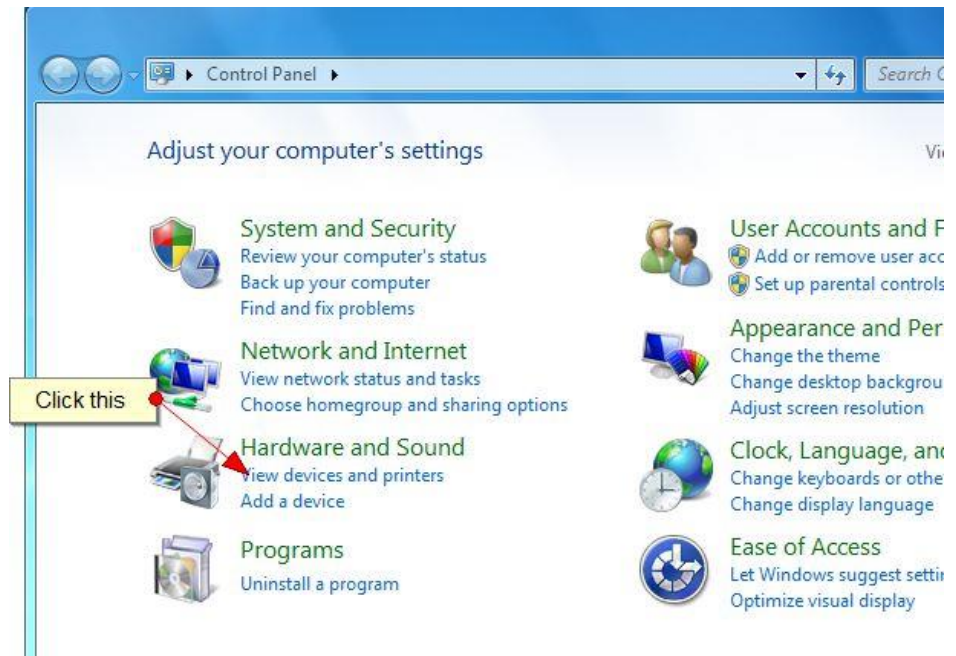 Control Panel
Search C
Adjust your computer's settings
Vi
System and Security
Review your computer's status
Back up your computer
Find and fix problems
Network and Internet
View network status and tasks
Choose homegroup and sharing options
Click this
Hardware and Sound
View devices and printers
Add a device
Programs
Uninstall a program
User Accounts and F
Add or remove user acc
Set up parental controls
Appearance and Per
Change the theme
Change desktop backgrou
Adjust screen resolution
Clock, Language, and
Change keyboards or othe
Change display language
Ease of Access
Let Windows suggest settin
Optimize visual display